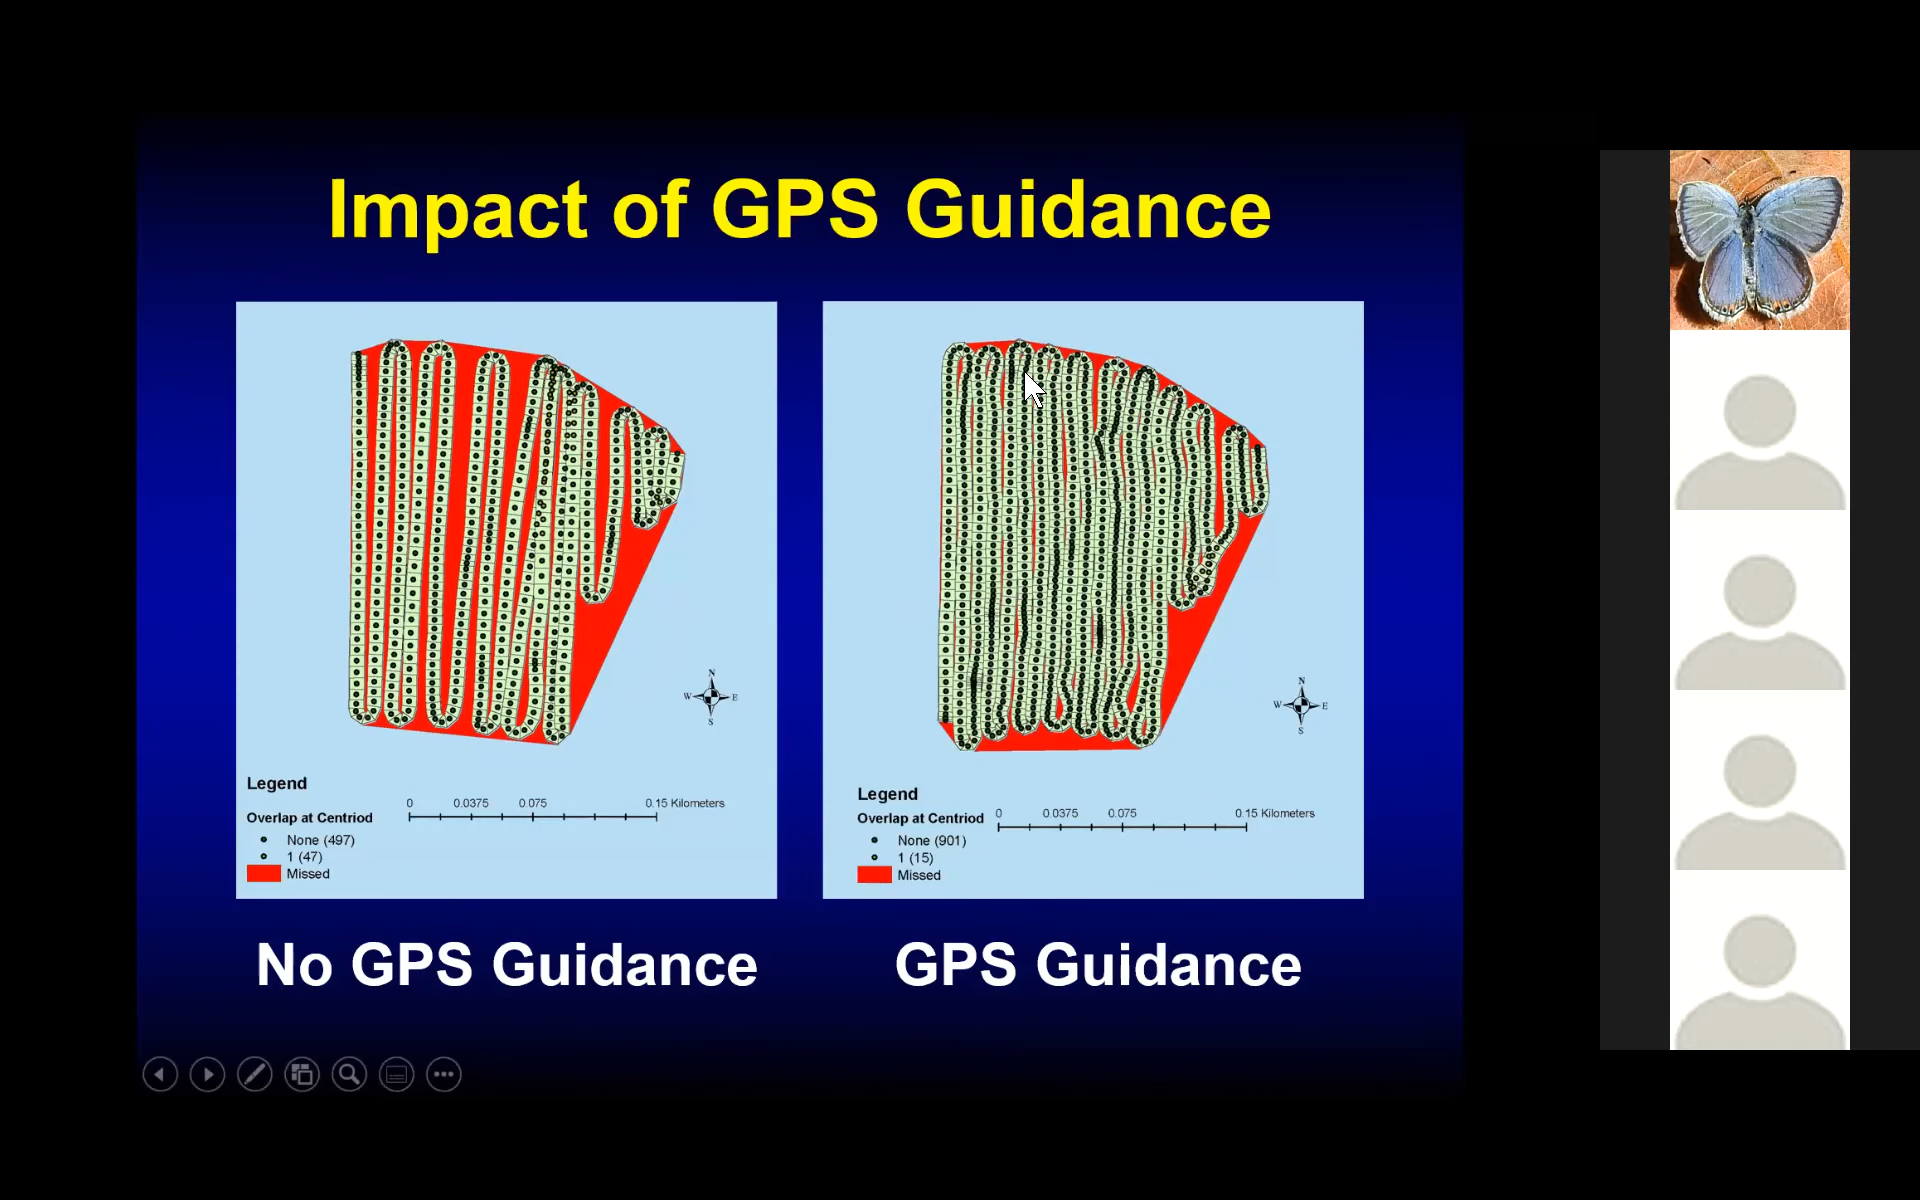 Impact of GPS Guidance
N
W E
S
Legend
0 0.0375 0.075 0.15 Kilometers
Overlap at Centriod
None (497)
1 (47)
Missed
N
W E
S
Legend
0 0.0375 0.075 0.15 Kilometers
Overlap at Centriod
None (901)
1 (15)
Missed
No GPS Guidance
GPS Guidance